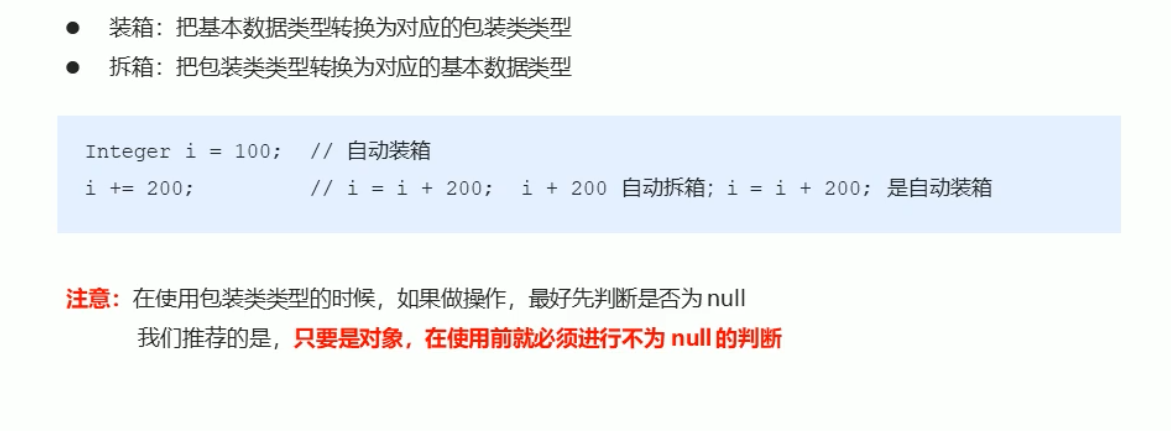 ● 装箱：把基本数据类型转换为对应的包装类类型
● 拆箱：把包装类类型转换为对应的基本数据类型
Integer i = 100;  // 自动装箱
i += 200;         // i = i + 200;  i + 200 自动拆箱；i = i + 200; 是自动装箱
注意：在使用包装类类型的时候，如果做操作，最好先判断是否为 null
我们推荐的是，只要是对象，在使用前就必须进行不为 null 的判断